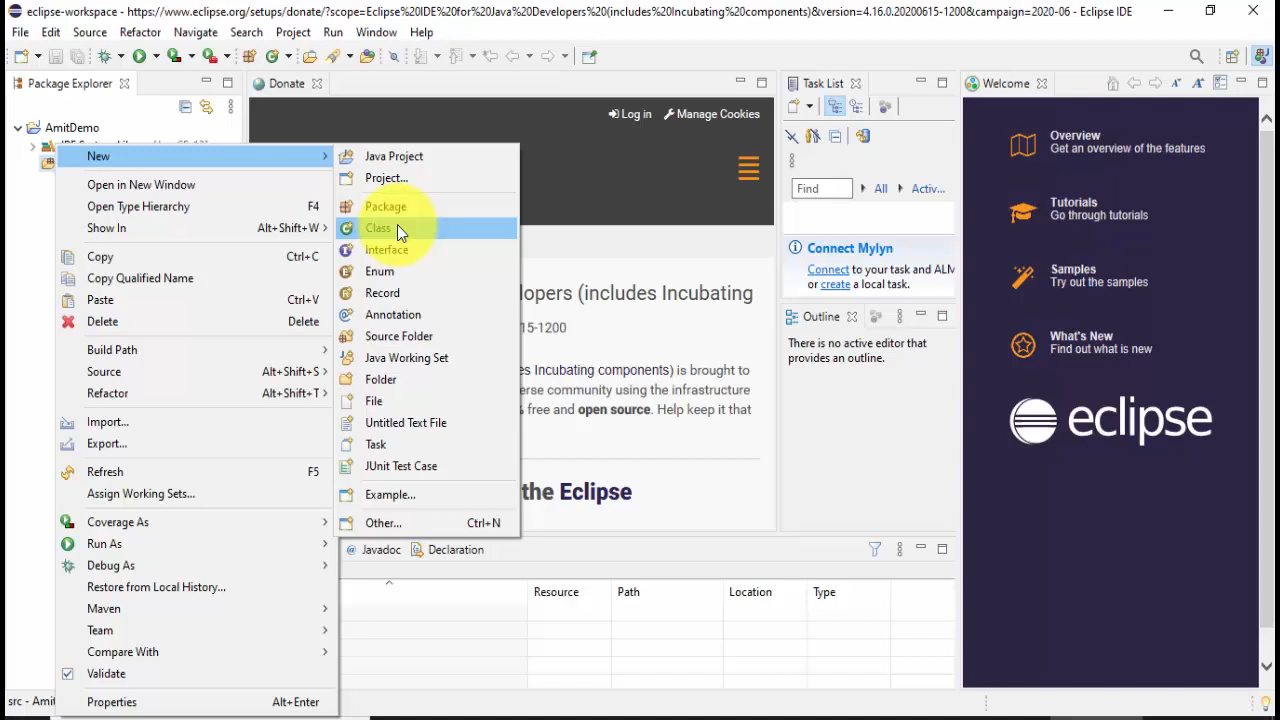 eclipse-workspace - https://www.eclipse.org/setups/donate/?scope=Eclipse%20IDE%20for%20Java%20Developers%20(includes%20Incubating%20components)&version=4.16.0.20200615-1200&campaign=2020-06 - Eclipse IDE
File Edit Source Refactor Navigate Search Project Run Window Help
Package Explorer
Donate
Task List
Welcome
AmitDemo
Log in Manage Cookies
New
Open in New Window
Open Type Hierarchy F4
Show In Alt+Shift+W
Copy Ctrl+C
Copy Qualified Name
Paste Ctrl+V
Delete Delete
Build Path
Source Alt+Shift+S
Refactor Alt+Shift+T
Import...
Export...
Refresh F5
Assign Working Sets...
Coverage As
Run As
Debug As
Restore from Local History...
Maven
Team
Compare With
Validate
Properties Alt+Enter
Java Project
Project...
Package
Class
Interface
Enum
Record
Annotation
Source Folder
Java Working Set
Folder
File
Untitled Text File
Task
JUnit Test Case
Example...
Other... Ctrl+N
elopers (includes Incubating
15-1200
es Incubating components) is brought to
erse community using the infrastructure
% free and open source. Help keep it that
the Eclipse
Find All Activ...
Connect Mylyn
Connect to your task and ALM
or create a local task.
Outline
There is no active editor that
provides an outline.
Overview
Get an overview of the features
Tutorials
Go through tutorials
Samples
Try out the samples
What's New
Find out what is new
eclipse
@ Javadoc Declaration
Resource Path Location Type
src - Amit